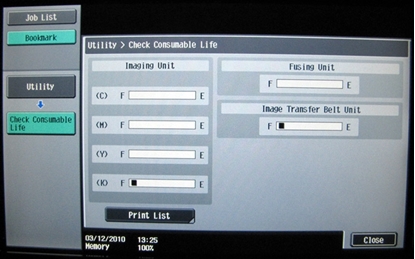 Job List
Bookmark
Utility
Check Consumable
Life
Utility > Check Consumable Life
Imaging Unit
(C) F E
(M) F E
(Y) F E
(K) F E
Fusing Unit
F E
Image Transfer Belt Unit
F E
Print List
03/12/2010 13:25
Memory 100%
Close